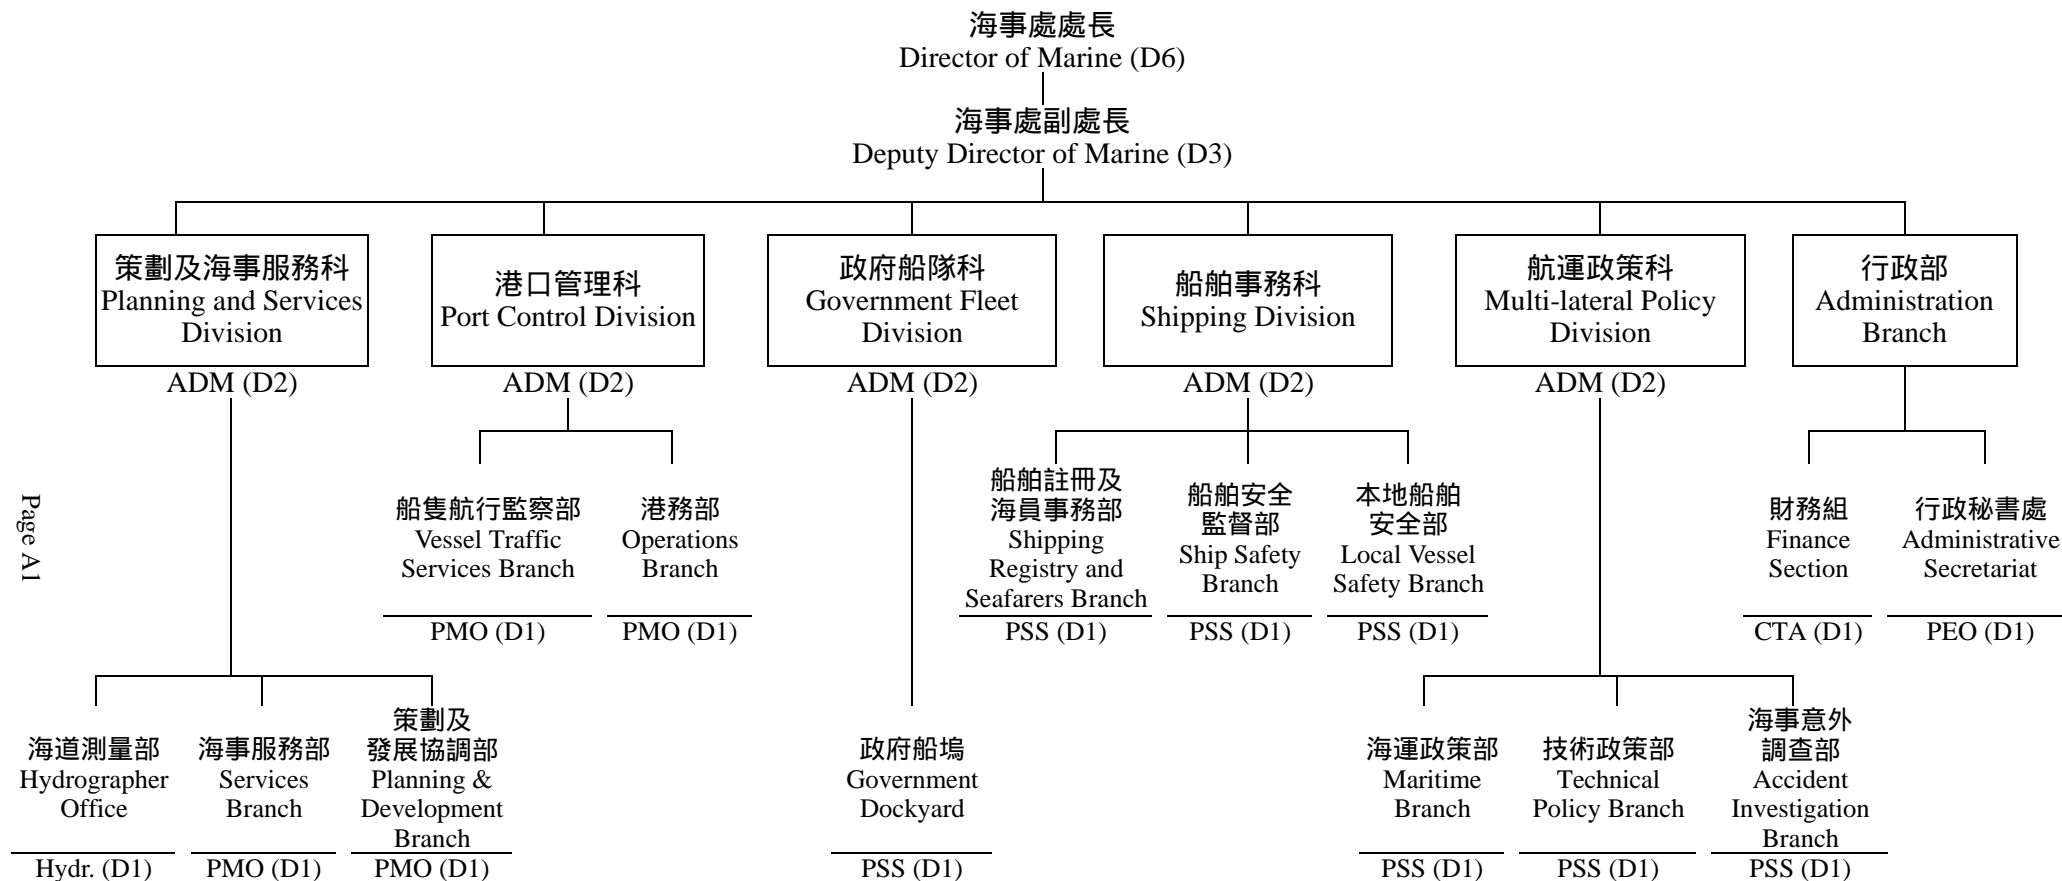 海事處處長
Director of Marine (D6)
海事處副處長
Deputy Director of Marine (D3)
策劃及海事服務科
Planning and Services
Division
ADM (D2)
港口管理科
Port Control Division
ADM (D2)
政府船隊科
Government Fleet
Division
ADM (D2)
船舶事務科
Shipping Division
ADM (D2)
航運政策科
Multi-lateral Policy
Division
ADM (D2)
行政部
Administration
Branch
船隻航行監察部
Vessel Traffic
Services Branch
PMO (D1)
港務部
Operations
Branch
PMO (D1)
船舶註冊及
海員事務部
Shipping
Registry and
Seafarers Branch
PSS (D1)
船舶安全
監督部
Ship Safety
Branch
PSS (D1)
本地船舶
安全部
Local Vessel
Safety Branch
PSS (D1)
財務組
Finance
Section
CTA (D1)
行政秘書處
Administrative
Secretariat
PEO (D1)
海道測量部
Hydrographer
Office
Hydr. (D1)
海事服務部
Services
Branch
PMO (D1)
策劃及
發展協調部
Planning &
Development
Branch
PMO (D1)
政府船塢
Government
Dockyard
PSS (D1)
海運政策部
Maritime
Branch
PSS (D1)
技術政策部
Technical
Policy Branch
PSS (D1)
海事意外
調查部
Accident
Investigation
Branch
PSS (D1)
Page A1